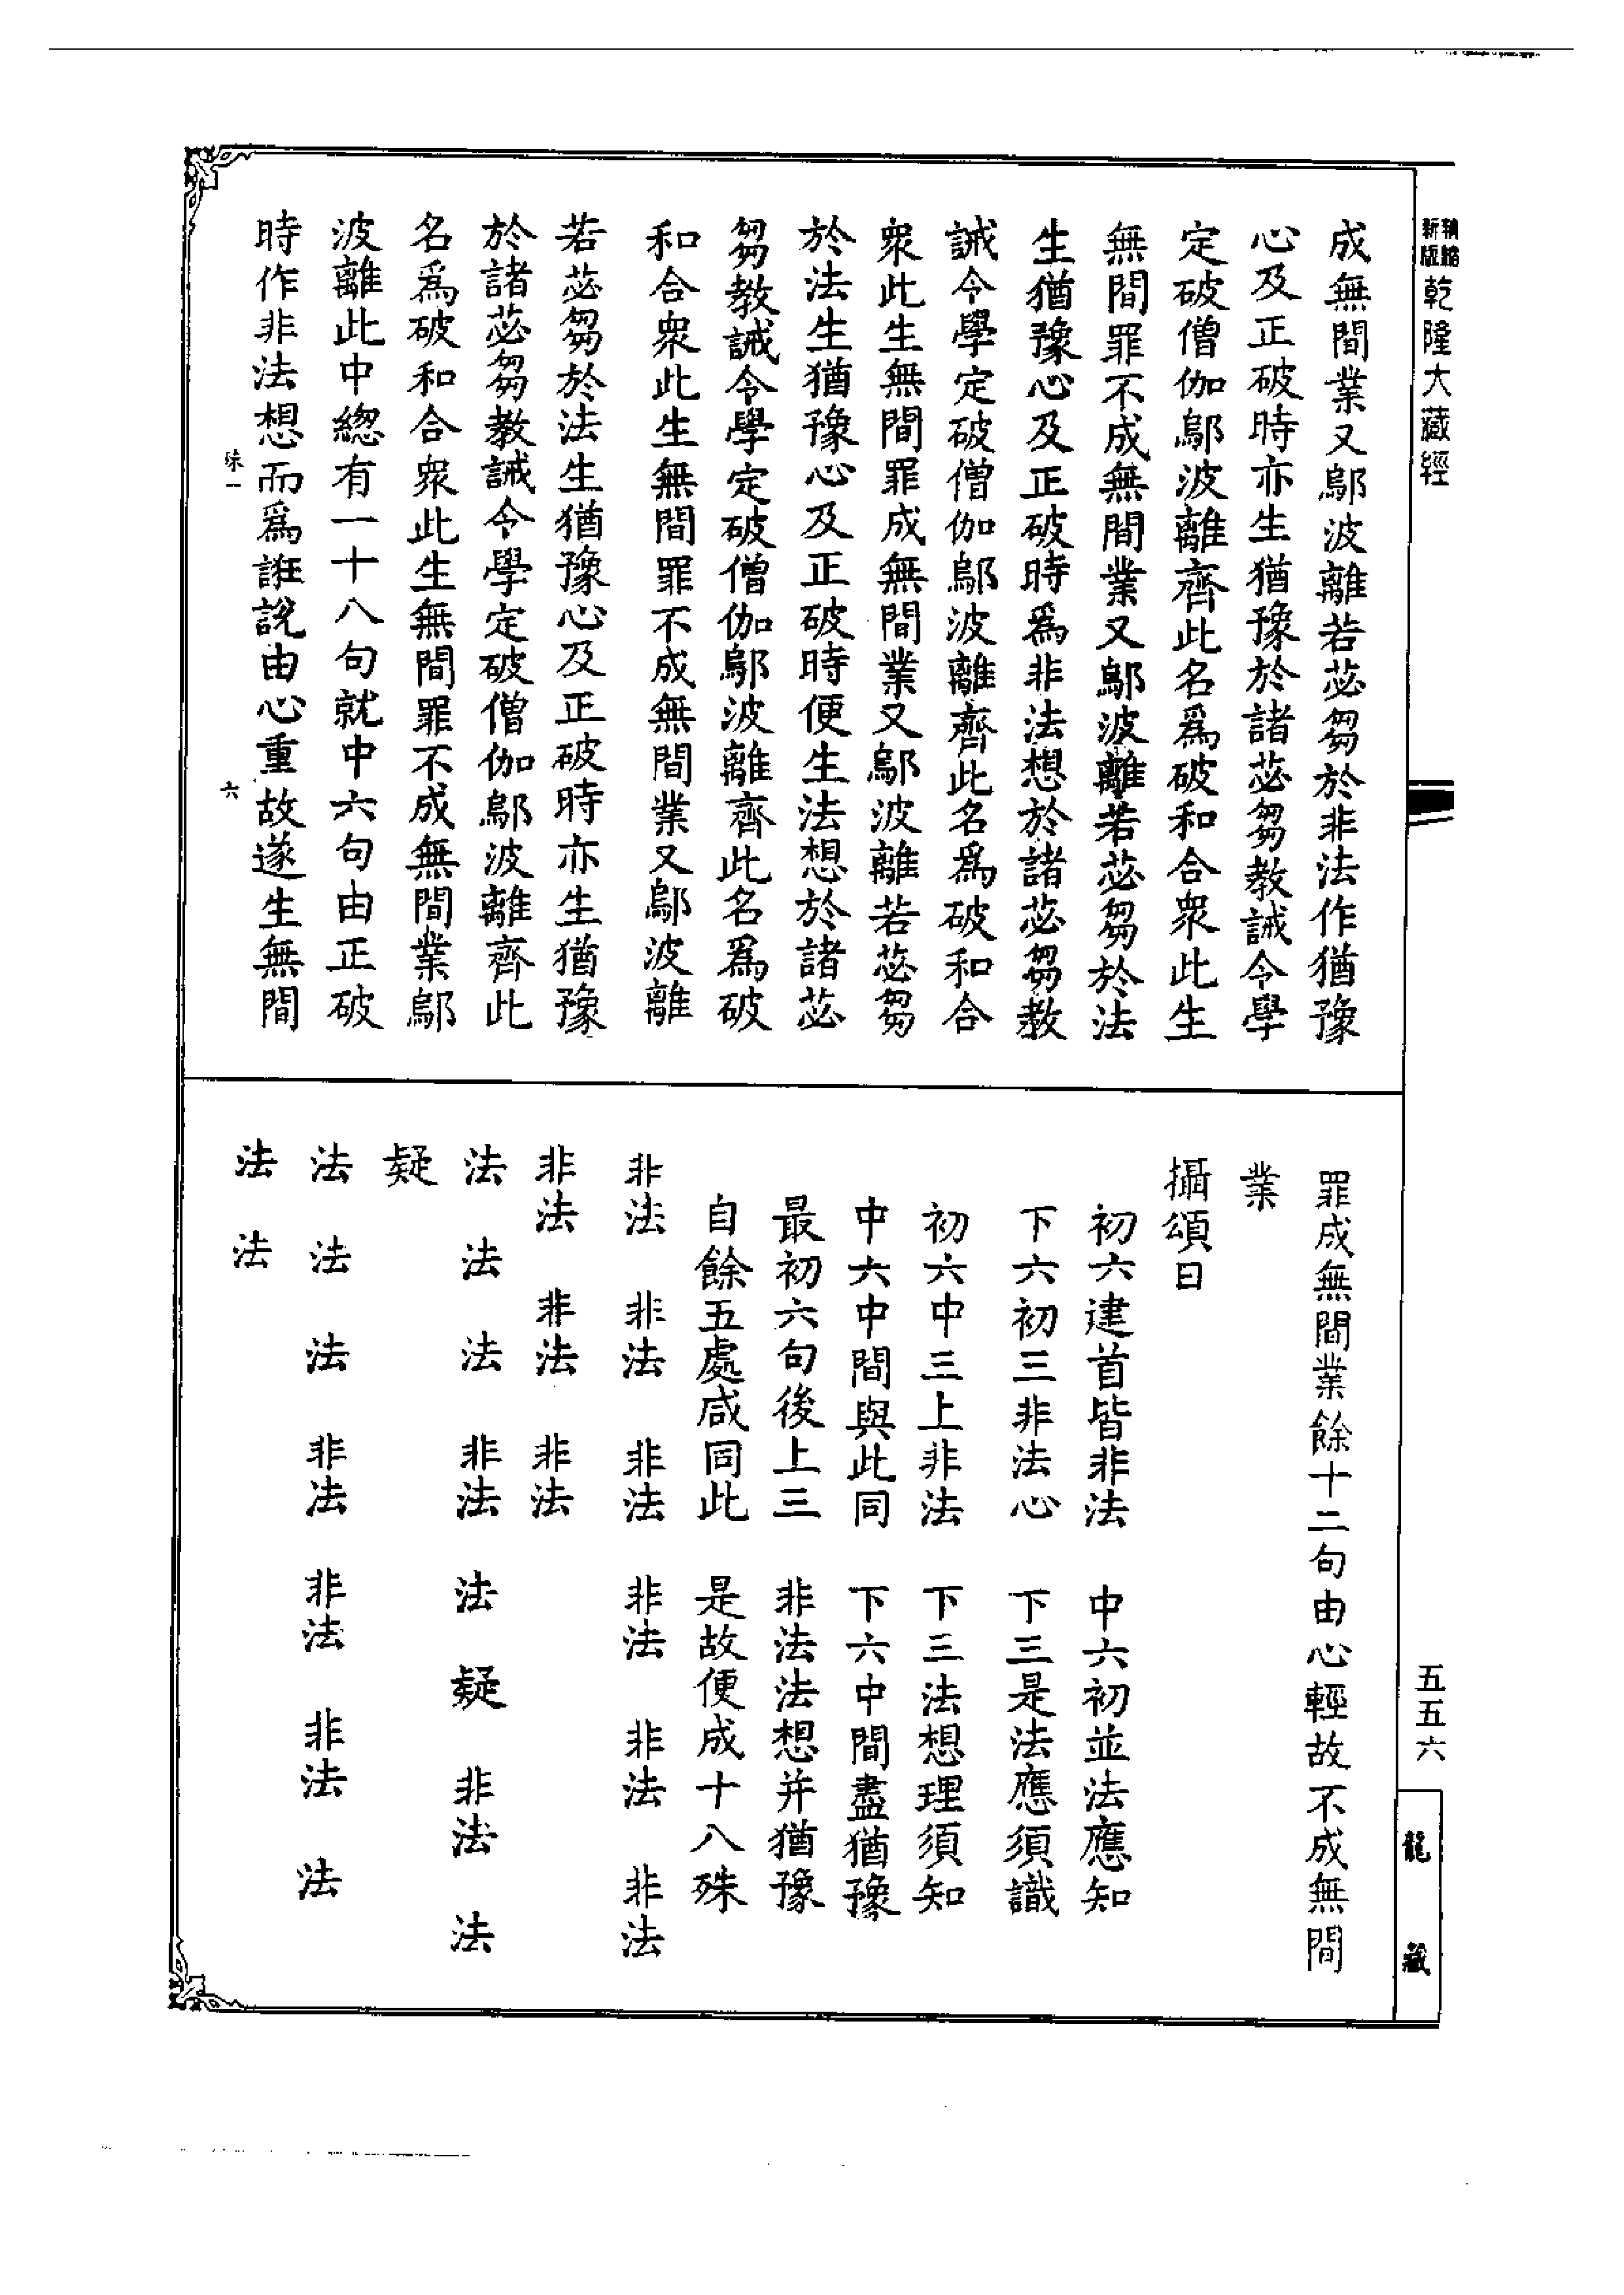 新版
乾隆大藏經
成無間業又鄔波離若苾芻於非法作猶豫
心及正破時亦生猶豫於諸苾芻教誡令學
定破僧伽鄔波離齊此名爲破和合衆此生
無間罪不成無間業又鄔波離若苾芻於法
生猶豫心及正破時爲非法想於諸苾芻教
誡令學定破僧伽鄔波離齊此名爲破和合
衆此生無間罪成無間業又鄔波離若苾芻
於法生猶豫心及正破時便生法想於諸苾
芻教誡令學定破僧伽鄔波離齊此名爲破
和合衆此生無間罪不成無間業又鄔波離
若苾芻於法生猶豫心及正破時亦生猶豫
於諸苾芻教誡令學定破僧伽鄔波離齊此
名爲破和合衆此生無間罪不成無間業鄔
波離此中總有一十八句就中六句由正破
時作非法想而爲誑說由心重故遂生無間
六
罪成無間業餘十二句由心輕故不成無間
業
攝頌曰
初六建首皆非法 中六初並法應知
下六初三非法心 下三是法應須識
初六中三上非法 下三法想理須知
中六中間與此同 下六中間盡猶豫
最初六句後上三 非法法想并猶豫
自餘五處咸同此 是故便成十八殊
非法 非法 非法 非法 非法 非法
非法 非法 非法
法 法 法 非法 法 疑 非法 法
疑
法 法 法 非法 非法 非法 法
法 法
五五六
龍藏